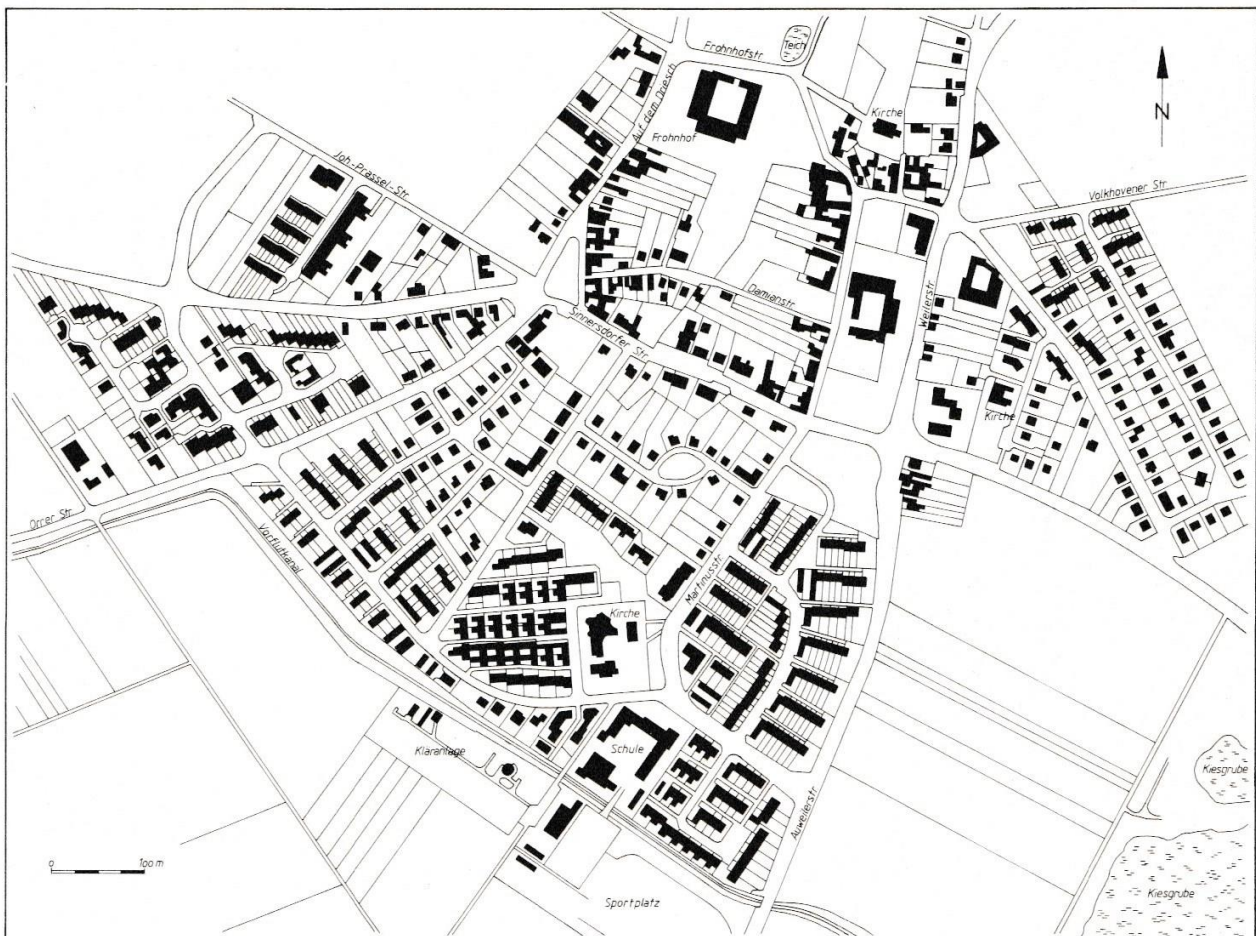 Frohnhofstr
Teich
N
Auf dem Driesch
Kirche
Frohnhof
Joh.-Prassel-Str
Volkhovener Str
Damianstr
Weilerstr
Sinnersdorfer Str
Kirche
Orrer Str
Vorflutkanal
Martinusstr
Kirche
Schule
Kläranlage
Kiesgrube
Auweilerstr
0 100 m
Kiesgrube
Sportplatz